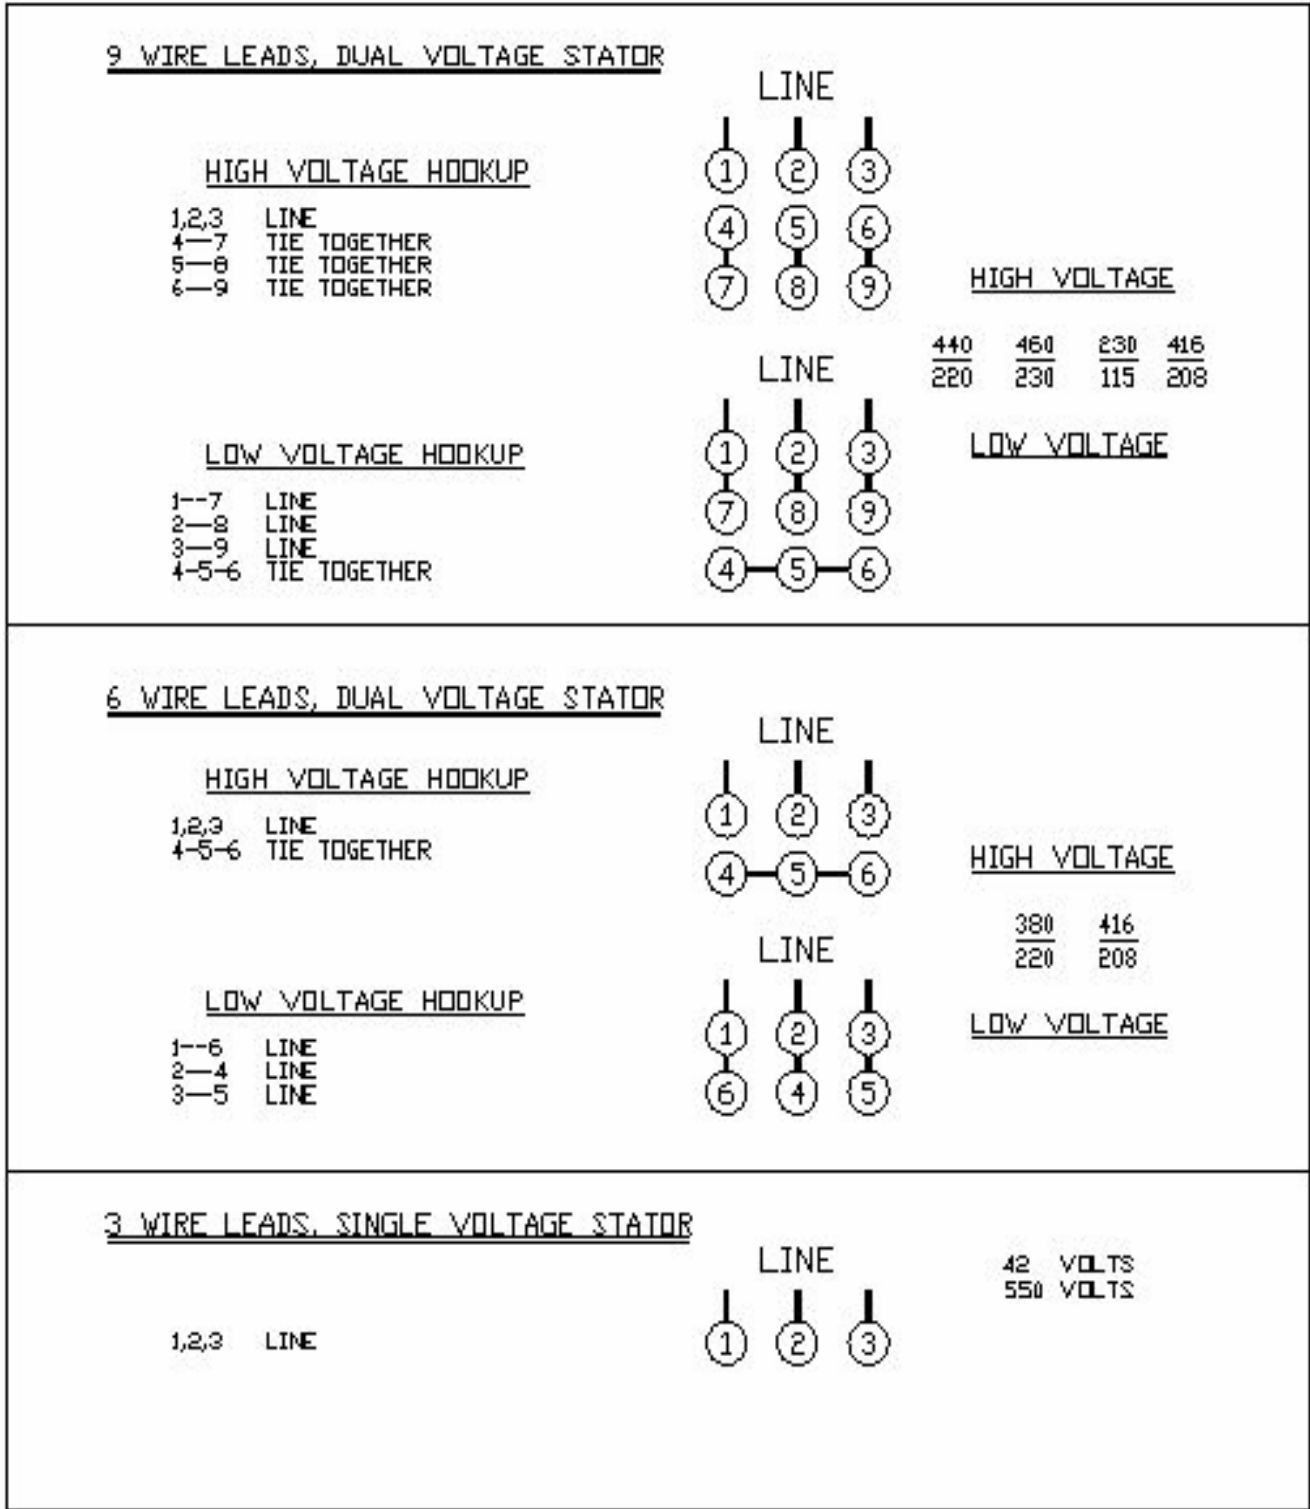 9 WIRE LEADS, DUAL VOLTAGE STATOR
LINE
HIGH VOLTAGE HOOKUP
1 2 3
1,2,3 LINE
4--7 TIE TOGETHER
5--8 TIE TOGETHER
6--9 TIE TOGETHER
4 5 6
7 8 9
HIGH VOLTAGE
440 460 230 416
220 230 115 208
LOW VOLTAGE
LINE
LOW VOLTAGE HOOKUP
1 2 3
1--7 LINE
2--8 LINE
3--9 LINE
4-5-6 TIE TOGETHER
7 8 9
4 5 6
6 WIRE LEADS, DUAL VOLTAGE STATOR
LINE
HIGH VOLTAGE HOOKUP
1 2 3
1,2,3 LINE
4-5-6 TIE TOGETHER
4 5 6
HIGH VOLTAGE
380 416
220 208
LOW VOLTAGE
LINE
LOW VOLTAGE HOOKUP
1 2 3
1--6 LINE
2--4 LINE
3--5 LINE
6 4 5
3 WIRE LEADS, SINGLE VOLTAGE STATOR
LINE
42 VOLTS
550 VOLTS
1,2,3 LINE
1 2 3